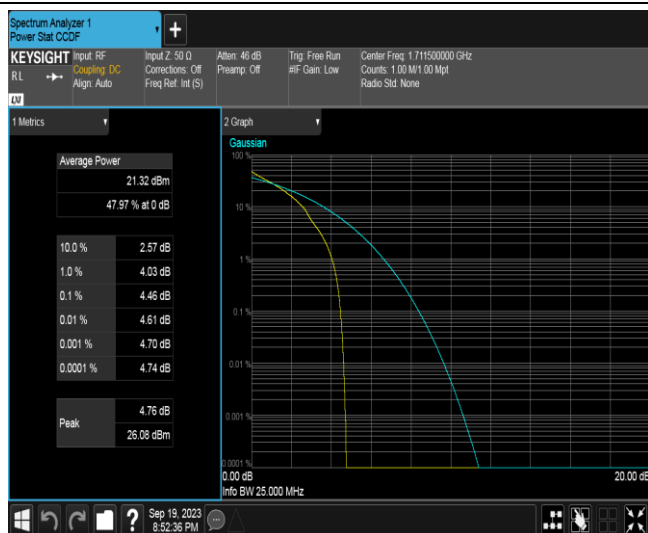 Spectrum Analyzer 1
Power Stat CCDF
+
KEYSIGHT
RL
LXI
Input: RF
Coupling: DC
Align: Auto
Input Z: 50 Ω
Corrections: Off
Freq Ref: Int (S)
Atten: 46 dB
Preamp: Off
Trig: Free Run
#IF Gain: Low
Center Freq: 1.711500000 GHz
Counts: 1.00 M/1.00 Mpt
Radio Std: None
1 Metrics
Average Power
21.32 dBm
47.97 % at 0 dB
10.0 % 2.57 dB
1.0 % 4.03 dB
0.1 % 4.46 dB
0.01 % 4.61 dB
0.001 % 4.70 dB
0.0001 % 4.74 dB
Peak
4.76 dB
26.08 dBm
2 Graph
Gaussian
100 %
10 %
1 %
0.1 %
0.01 %
0.001 %
0.0001 %
0.00 dB
20.00 dB
Info BW 25.000 MHz
?
Sep 19, 2023
8:52:36 PM